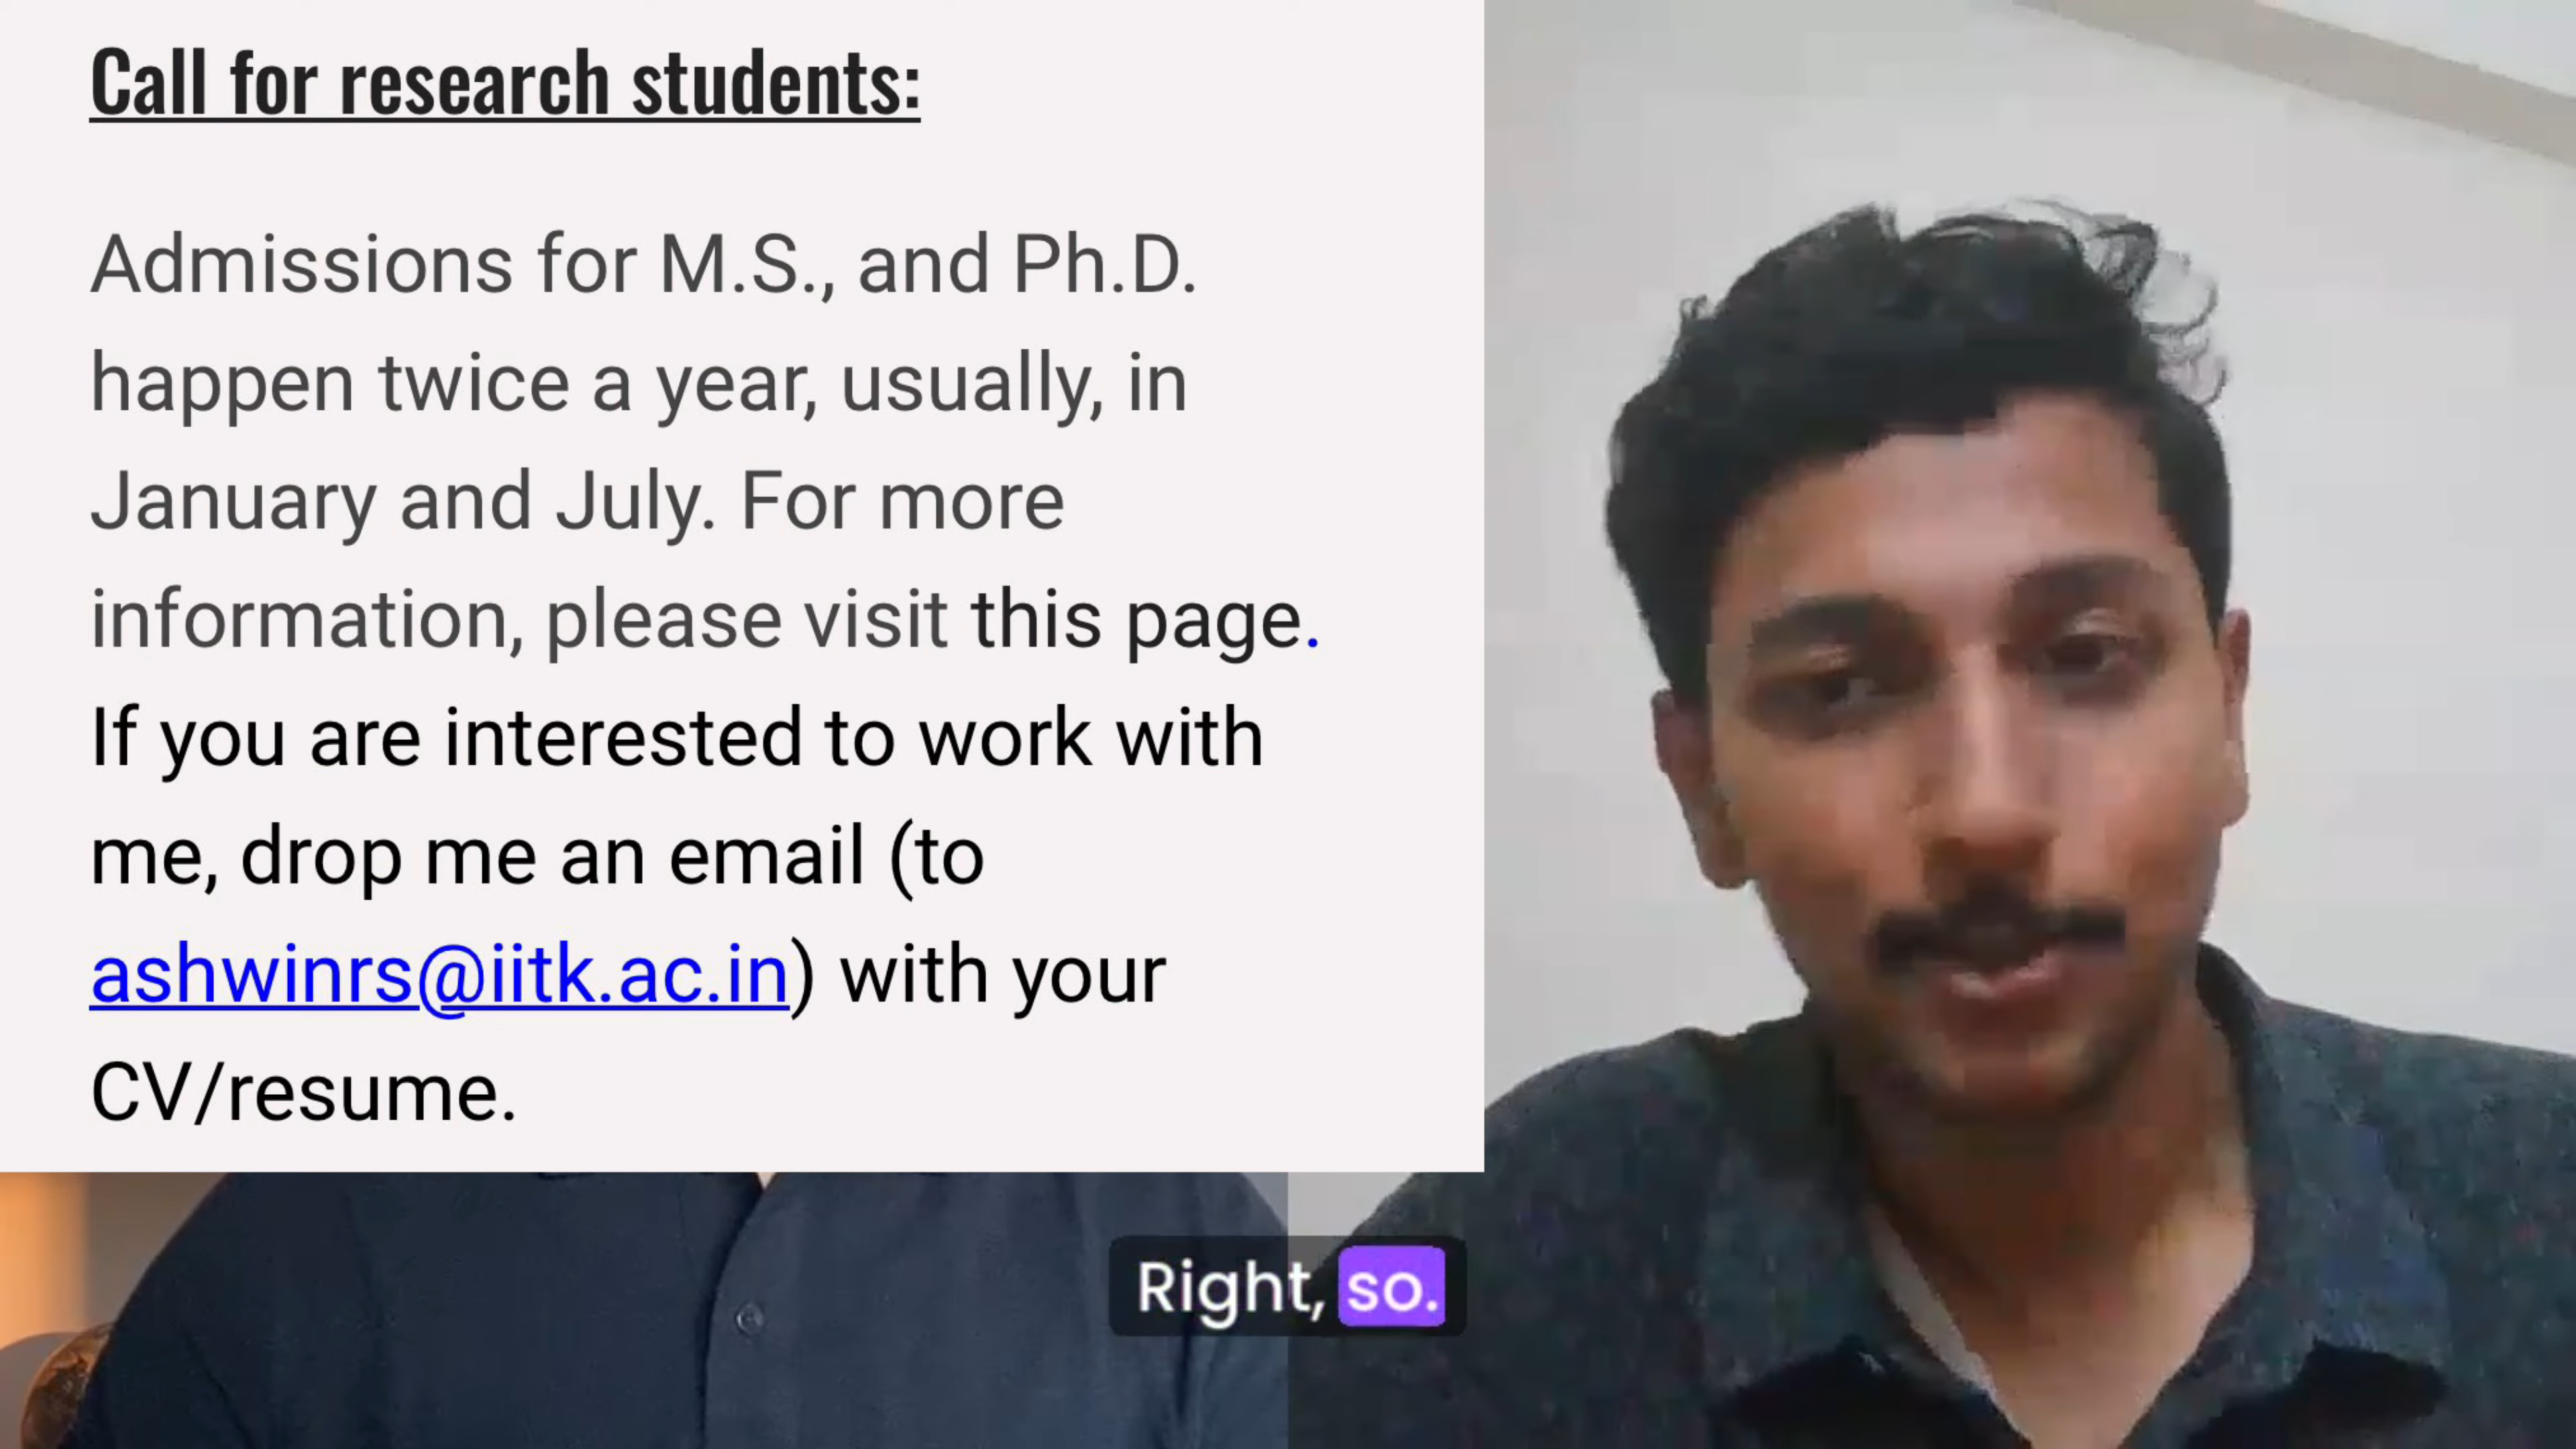 Call for research students:
Admissions for M.S., and Ph.D.
happen twice a year, usually, in
January and July. For more
information, please visit this page.
If you are interested to work with
me, drop me an email (to
ashwinrs@iitk.ac.in) with your
CV/resume.
Right, so.